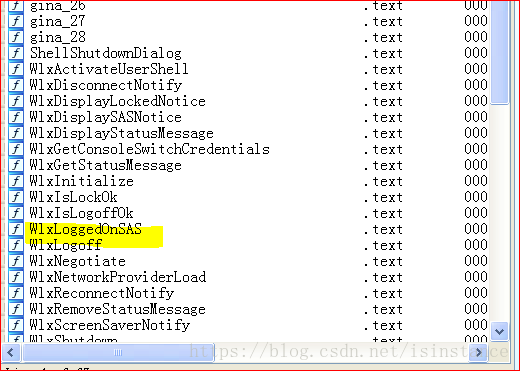 gina_26 .text 000
gina_27 .text 000
gina_28 .text 000
ShellShutdownDialog .text 000
WlxActivateUserShell .text 000
WlxDisconnectNotify .text 000
WlxDisplayLockedNotice .text 000
WlxDisplaySASNotice .text 000
WlxDisplayStatusMessage .text 000
WlxGetConsoleSwitchCredentials .text 000
WlxGetStatusMessage .text 000
WlxInitialize .text 000
WlxIsLockOk .text 000
WlxIsLogoffOk .text 000
WlxLoggedOnSAS .text 000
WlxLogoff .text 000
WlxNegotiate .text 000
WlxNetworkProviderLoad .text 000
WlxReconnectNotify .text 000
WlxRemoveStatusMessage .text 000
WlxScreenSaverNotify .text 000
WlxShutdown .text 000
https://blog.csdn.net/isinstance